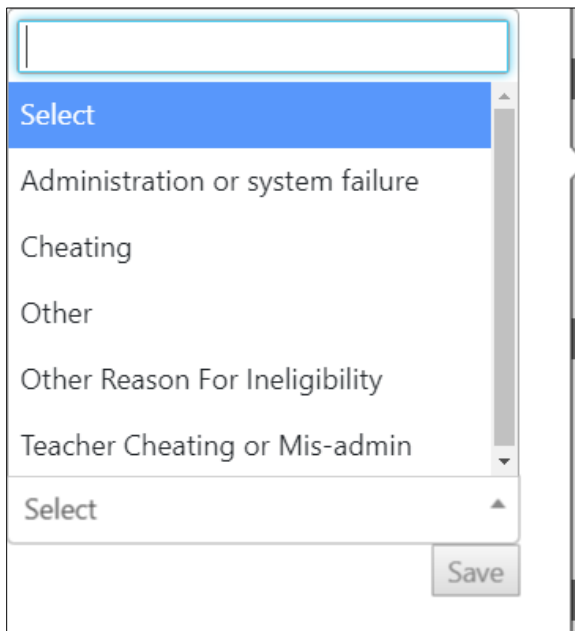 Select
Administration or system failure
Cheating
Other
Other Reason For Ineligibility
Teacher Cheating or Mis-admin
Select
Save